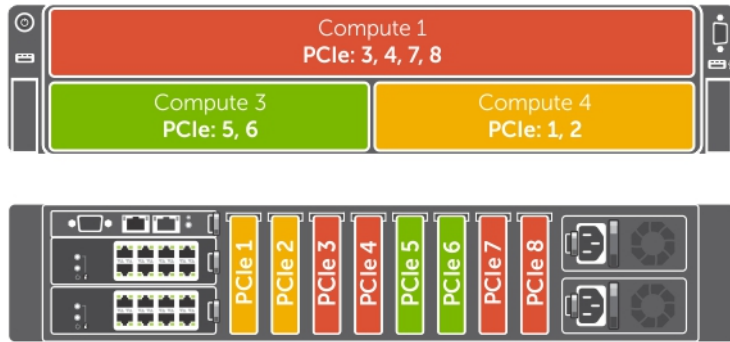 Compute 1
PCIe: 3, 4, 7, 8
Compute 3
PCIe: 5, 6
Compute 4
PCIe: 1, 2
PCIe 1
PCIe 2
PCIe 3
PCIe 4
PCIe 5
PCIe 6
PCIe 7
PCIe 8